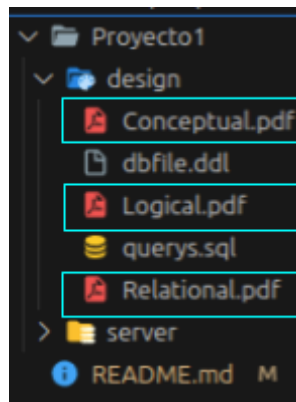 Proyecto1
design
Conceptual.pdf
dbfile.ddl
Logical.pdf
querys.sql
Relational.pdf
server
README.md M